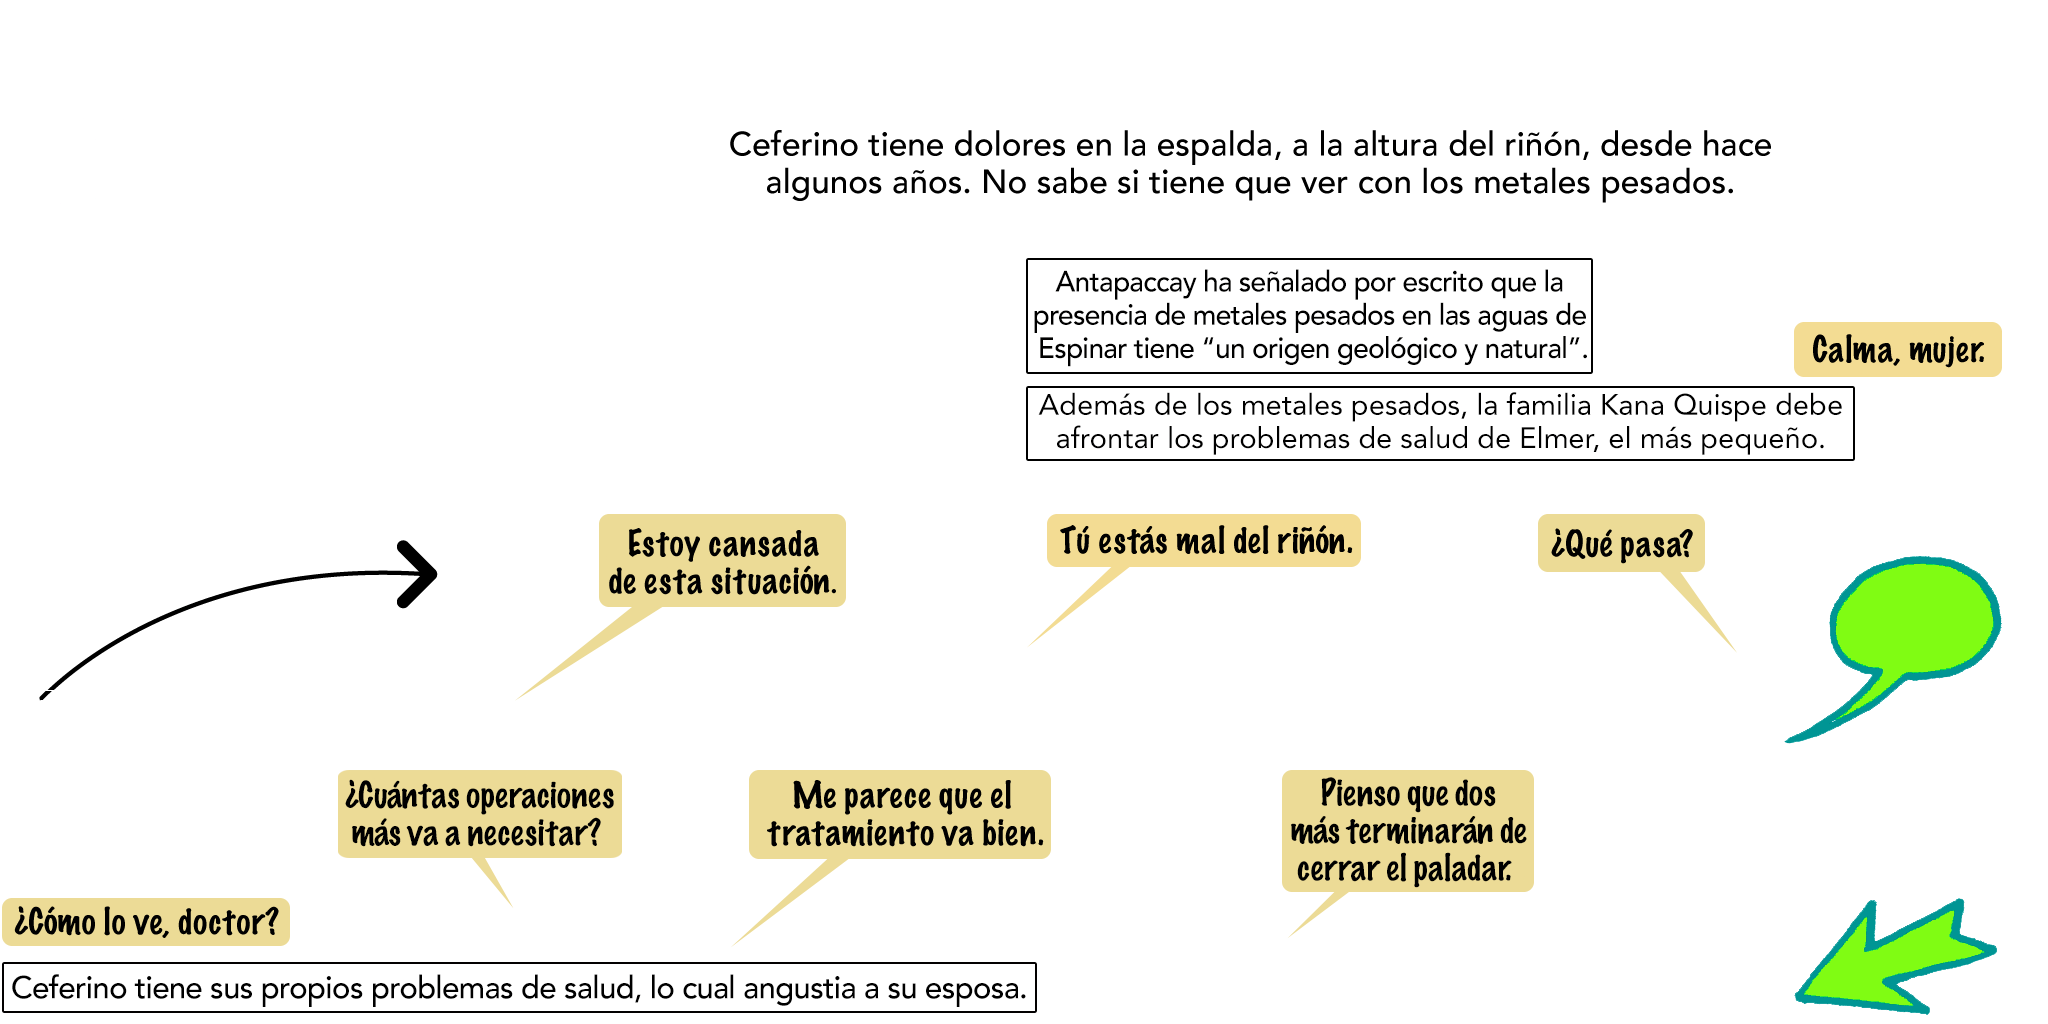 Ceferino tiene dolores en la espalda, a la altura del riñón, desde hace
algunos años. No sabe si tiene que ver con los metales pesados.
Antapaccay ha señalado por escrito que la
presencia de metales pesados en las aguas de
Espinar tiene “un origen geológico y natural”.
Calma, mujer.
Además de los metales pesados, la familia Kana Quispe debe
afrontar los problemas de salud de Elmer, el más pequeño.
Estoy cansada
de esta situación.
Tú estás mal del riñón.
¿Qué pasa?
¿Cuántas operaciones
más va a necesitar?
Me parece que el
tratamiento va bien.
Pienso que dos
más terminarán de
cerrar el paladar.
¿Cómo lo ve, doctor?
Ceferino tiene sus propios problemas de salud, lo cual angustia a su esposa.